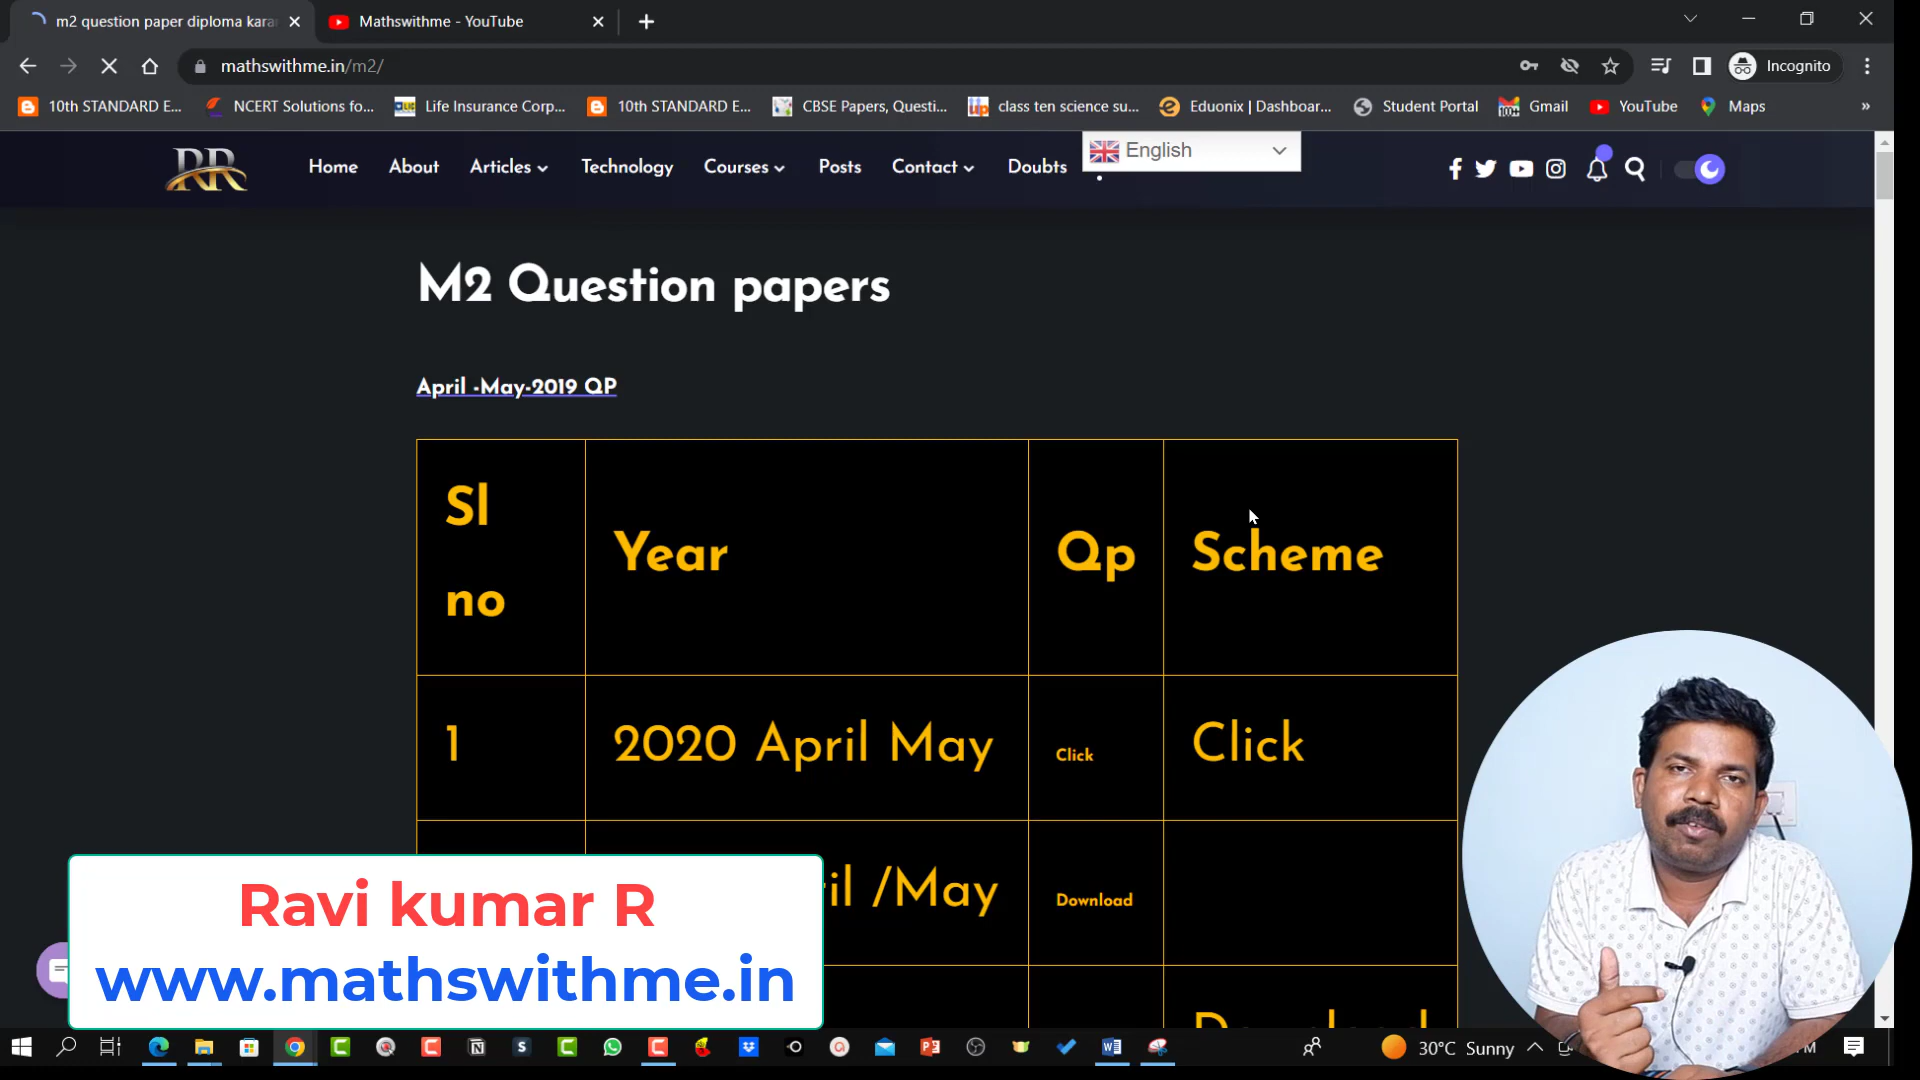 m2 question paper diploma karna
Mathswithme - YouTube
mathswithme.in/m2/
Incognito
10th STANDARD E...
NCERT Solutions fo...
Life Insurance Corp...
10th STANDARD E...
CBSE Papers, Questi...
class ten science su...
Eduonix | Dashboar...
Student Portal
Gmail
YouTube
Maps
»
RR
Home
About
Articles
Technology
Courses
Posts
Contact
Doubts
English
M2 Question papers
April -May-2019 QP
Sl no
Year
Qp
Scheme
1
2020 April May
Click
Click
ril /May
Download
Ravi kumar R
www.mathswithme.in
30°C Sunny